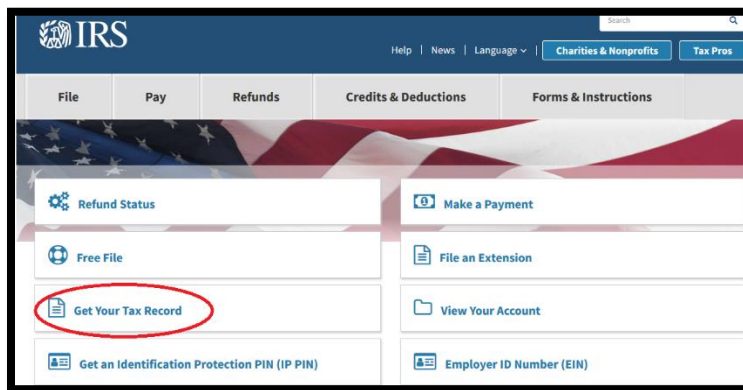 IRS
Search
Help | News | Language | Charities & Nonprofits Tax Pros
File Pay Refunds Credits & Deductions Forms & Instructions
Refund Status Make a Payment
Free File File an Extension
Get Your Tax Record View Your Account
Get an Identification Protection PIN (IP PIN) Employer ID Number (EIN)